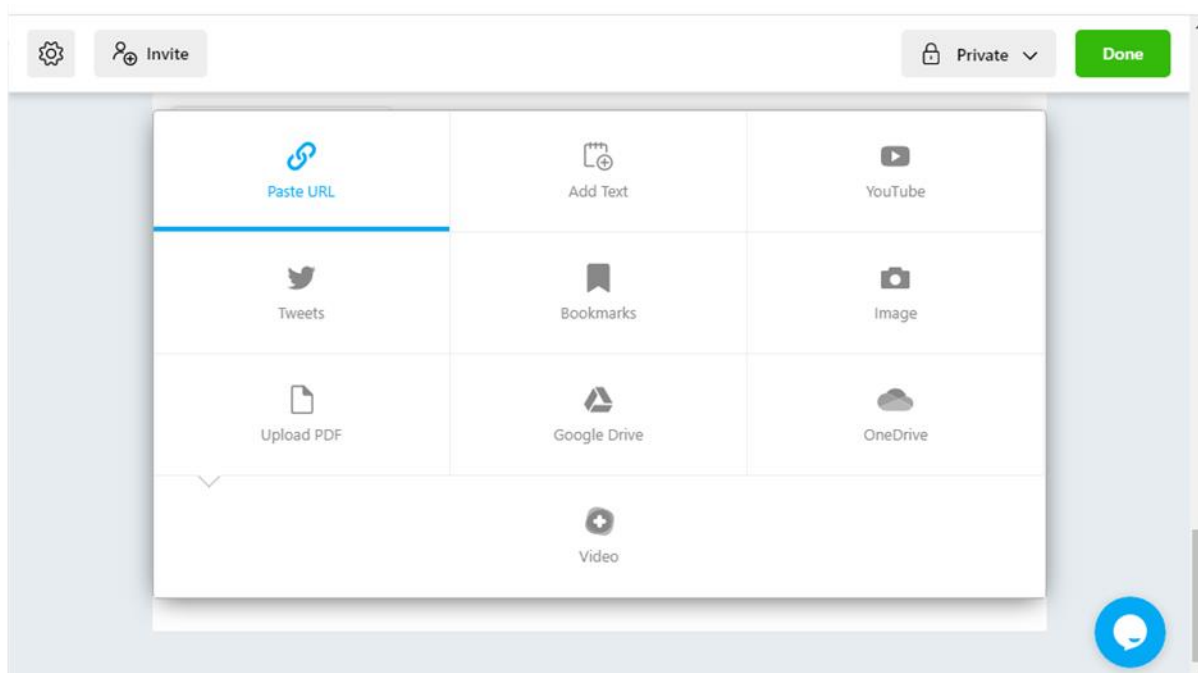 Invite
Private
Done
Paste URL
Add Text
YouTube
Tweets
Bookmarks
Image
Upload PDF
Google Drive
OneDrive
Video